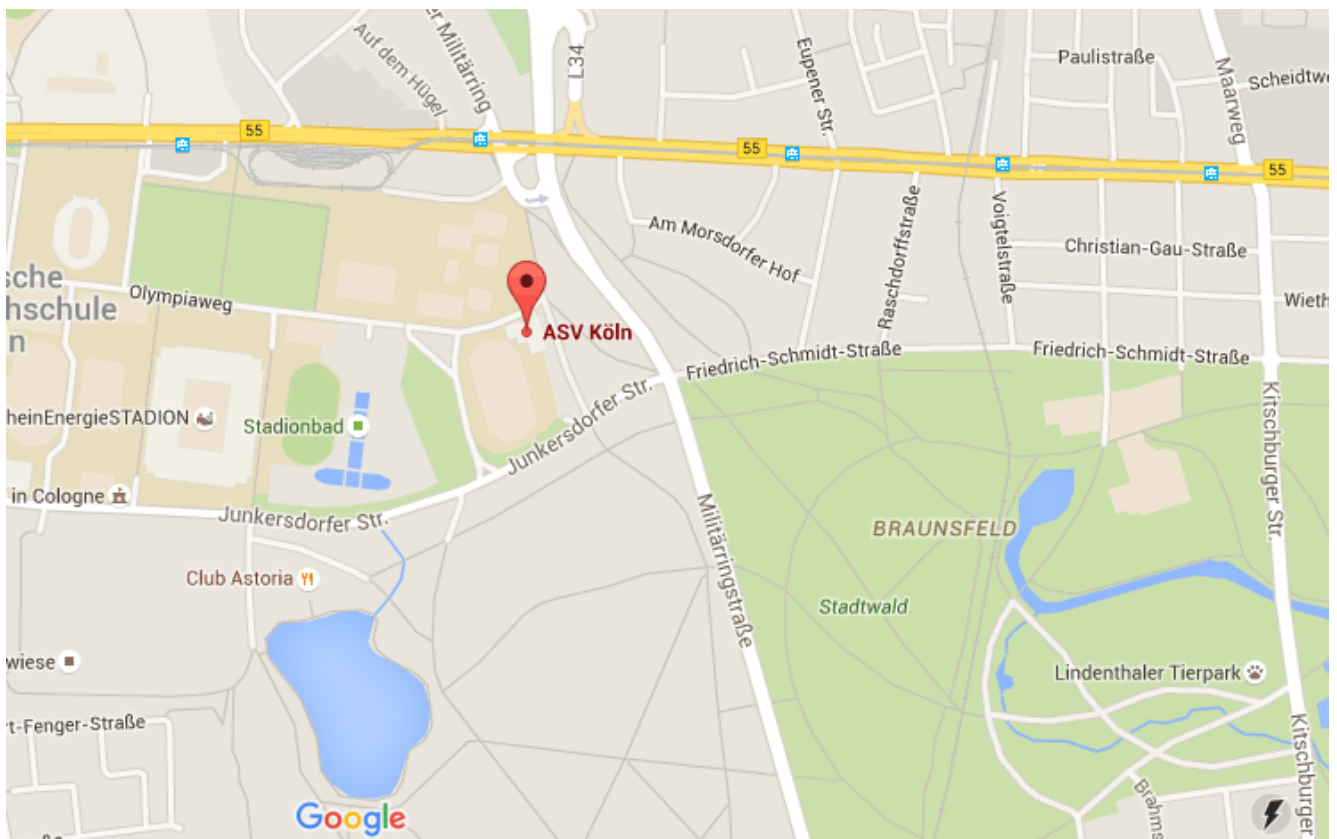 Auf dem Hügel
er Militärring
L34
Eupener Str.
Paulistraße
Maarweg
Scheidtwe
55
55
55
Am Morsdorfer Hof
Raschdorffstraße
Voigtelstraße
Christian-Gau-Straße
sche
hschule
n
Olympiaweg
Wieth
ASV Köln
Friedrich-Schmidt-Straße
Friedrich-Schmidt-Straße
heinEnergieSTADION
Stadionbad
Junkersdorfer Str.
Kitschburger Str.
in Cologne
Junkersdorfer Str.
Militärringstraße
BRAUNSFELD
Club Astoria
Stadtwald
wiese
Lindenthaler Tierpark
rt-Fenger-Straße
Kitschburger
Brahms
Google